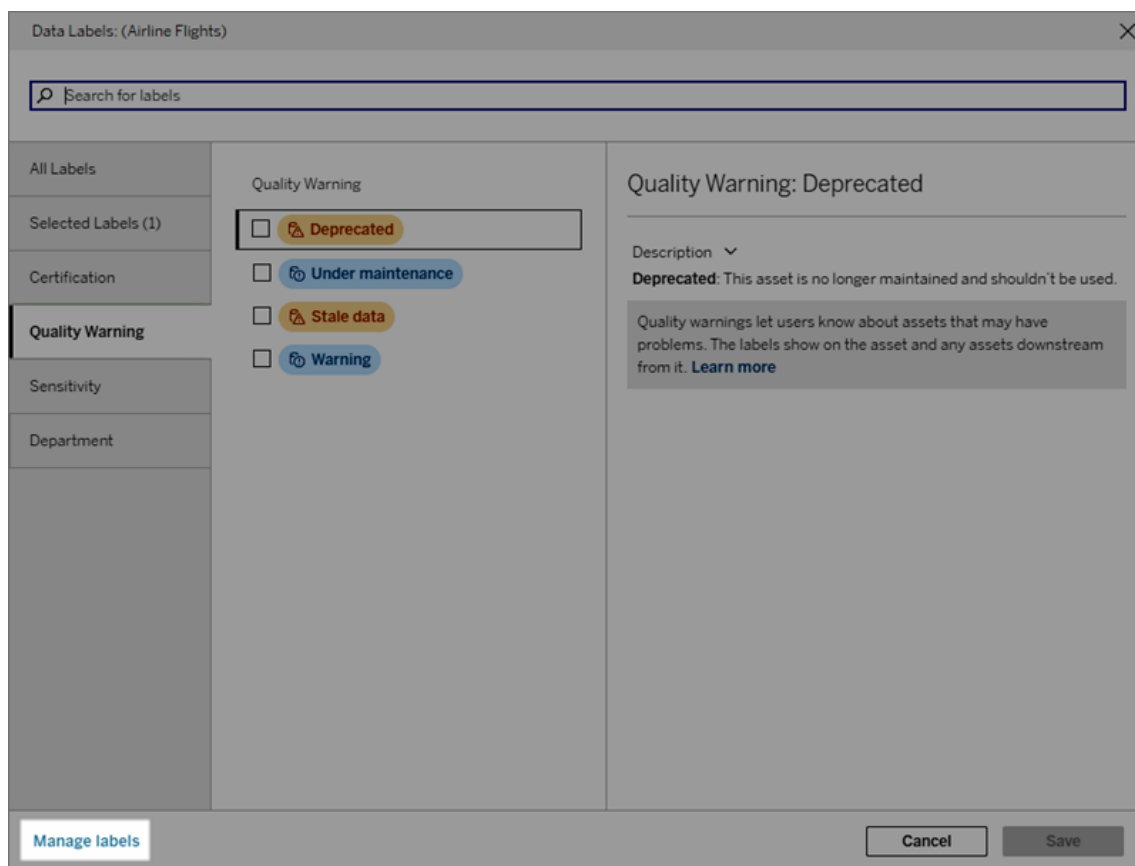 Data Labels: (Airline Flights)
Search for labels
All Labels
Selected Labels (1)
Certification
Quality Warning
Sensitivity
Department
Quality Warning
Deprecated
Under maintenance
Stale data
Warning
Quality Warning: Deprecated
Description
Deprecated: This asset is no longer maintained and shouldn't be used.
Quality warnings let users know about assets that may have
problems. The labels show on the asset and any assets downstream
from it. Learn more
Manage labels
Cancel
Save